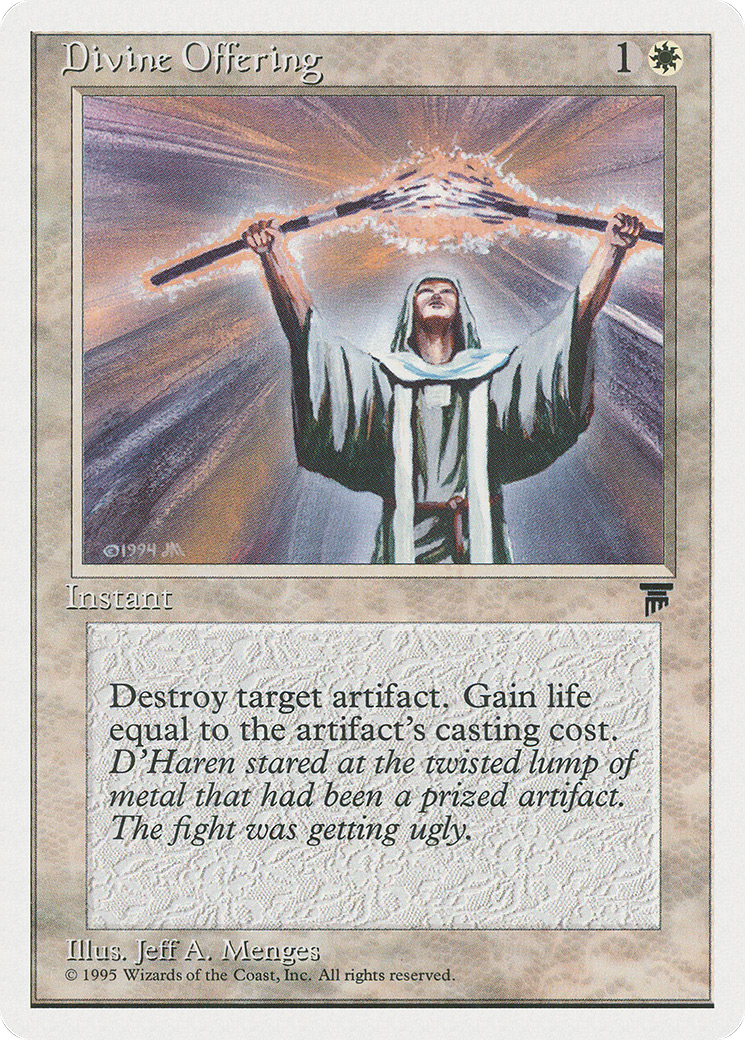 Divine Offering
1
©1994 JM
Instant
Destroy target artifact. Gain life
equal to the artifact's casting cost.
D'Haren stared at the twisted lump of
metal that had been a prized artifact.
The fight was getting ugly.
Illus. Jeff A. Menges
© 1995 Wizards of the Coast, Inc. All rights reserved.